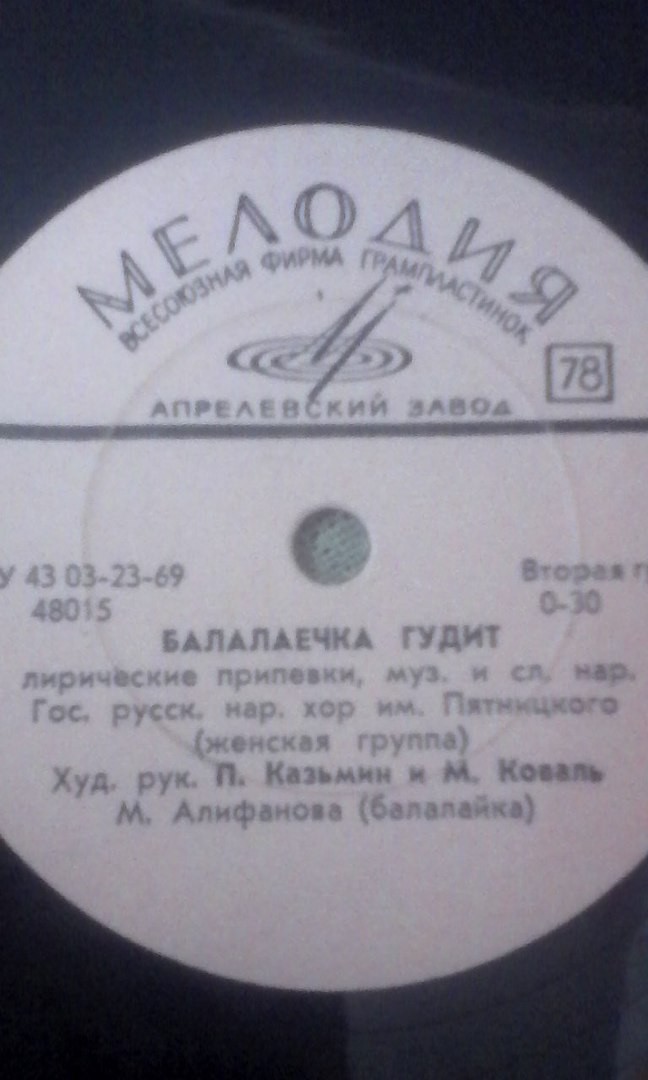 МЕЛОДИЯ
ВСЕСОЮЗНАЯ ФИРМА ГРАМПЛАСТИНОК
78
АПРЕЛЕВСКИЙ ЗАВОД
У 43 03-23-69 Вторая г
48015 0-30
БАЛАЛАЕЧКА ГУДИТ
лирические припевки, муз. и сл. нар.
Гос. русск. нар. хор им. Пятницкого
(женская группа)
Худ. рук. П. Казьмин и М. Коваль
М. Алифанова (балалайка)